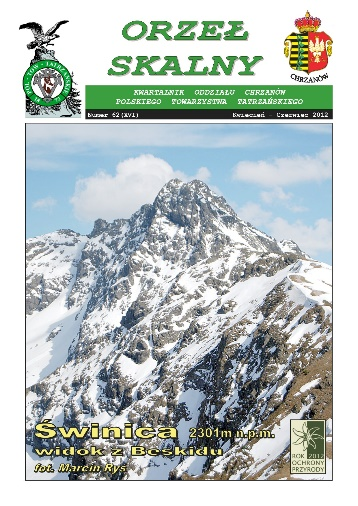 ORZEŁ
SKALNY
CHRZANÓW
KWARTALNIK ODDZIAŁU CHRZANÓW
POLSKIEGO TOWARZYSTWA TATRZAŃSKIEGO
Numer 62(XVI)
Kwiecień - Czerwiec 2012
Świnica 2301m n.p.m.
widok z Beskidu
fot. Marcin Ryś
2012
ROK
OCHRONY
PRZYRODY